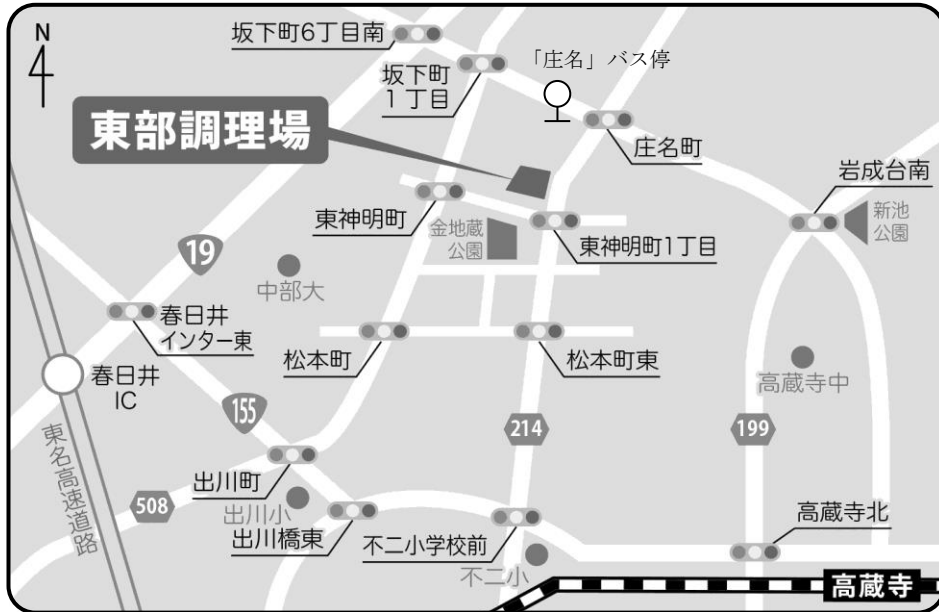 N
坂下町6丁目南
坂下町
1丁目
「庄名」バス停
東部調理場
庄名町
岩成台南
新池
公園
東神明町
金地蔵
公園
東神明町1丁目
19
中部大
春日井
インター東
松本町
松本町東
春日井
IC
高蔵寺中
155
214
199
東名高速道路
出川町
508
出川小
出川橋東
不二小学校前
高蔵寺北
不二小
高蔵寺